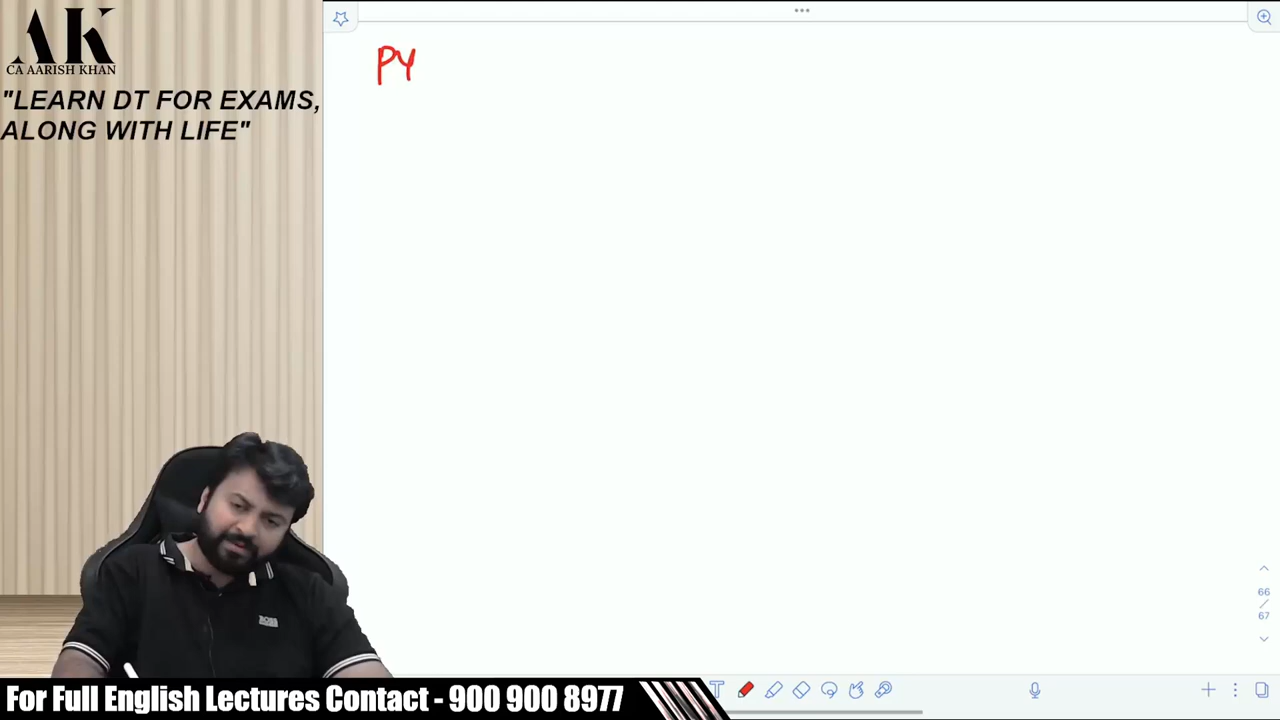 AK
CA AARISH KHAN
"LEARN DT FOR EXAMS,
ALONG WITH LIFE"
PY
66
67
For Full English Lectures Contact - 900 900 8977